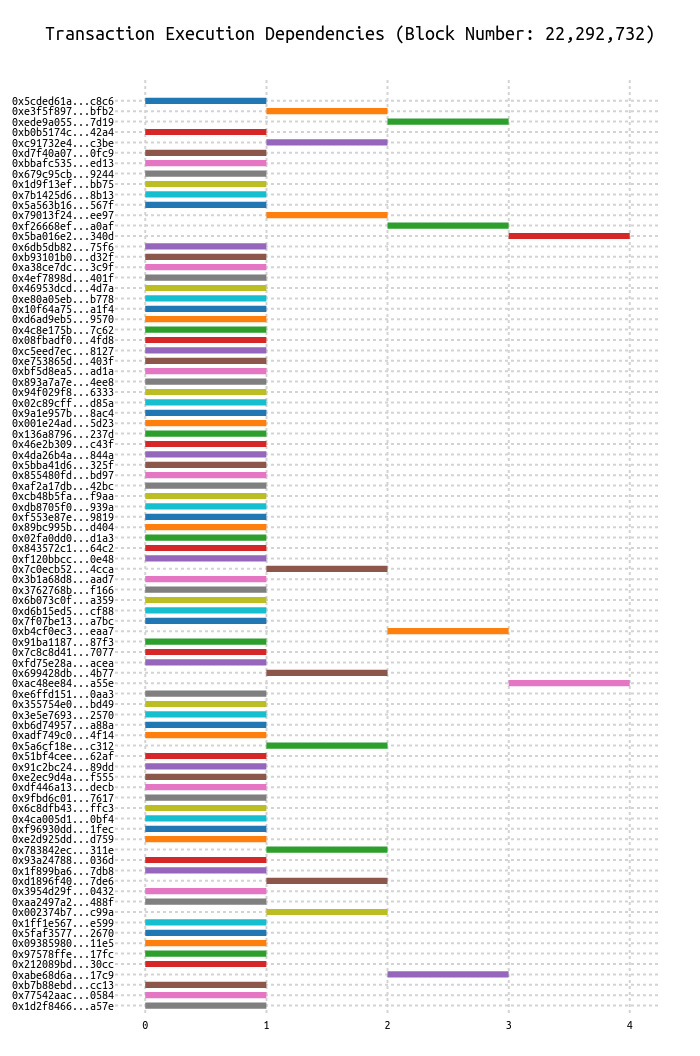 Transaction Execution Dependencies (Block Number: 22,292,732)
0x5cded61a...c8c6
0xe3f5f897...bfb2
0xede9a055...7d19
0xb0b5174c...42a4
0xc91732e4...c3be
0xd7f40a07...0fc9
0xbbafc535...ed13
0x679c95cb...9244
0x1d9f13ef...bb75
0x7b1425d6...8b13
0x5a563b16...567f
0x79013f24...ee97
0xf26668ef...a0af
0x5ba016e2...340d
0x6db5db82...75f6
0xb93101b0...d32f
0xa38ce7dc...3c9f
0x4ef7898d...401f
0x46953dcd...4d7a
0xe80a05eb...b778
0x10f64a75...a1f4
0xd6ad9eb5...9570
0x4c8e175b...7c62
0x08fbadf0...4fd8
0xc5eed7ec...8127
0xe753865d...403f
0xbf5d8ea5...ad1a
0x893a7a7e...4ee8
0x94f029f8...6333
0x02c89cff...d85a
0x9a1e957b...8ac4
0x001e24ad...5d23
0x136a8796...237d
0x46e2b309...c43f
0x4da26b4a...844a
0x5bba41d6...325f
0x855480fd...bd97
0xaf2a17db...42bc
0xcb48b5fa...f9aa
0xdb8705f0...939a
0xf553e87e...9819
0x89bc995b...d404
0x02fa0dd0...d1a3
0x843572c1...64c2
0xf120bbcc...0e48
0x7c0ecb52...4cca
0x3b1a68d8...aad7
0x3762768b...f166
0x6b073c0f...a359
0xd6b15ed5...cf88
0x7f07be13...a7bc
0xb4cf0ec3...eaa7
0x91ba1187...87f3
0x7c8c8d41...7077
0xfd75e28a...acea
0x699428db...4b77
0xac48ee84...a55e
0xe6ffd151...0aa3
0x355754e0...bd49
0x3e5e7693...2570
0xb6d74957...a88a
0xadf749c0...4f14
0x5a6cf18e...c312
0x51bf4cee...62af
0x91c2bc24...89dd
0xe2ec9d4a...f555
0xdf446a13...decb
0x9fbd6c01...7617
0x6c8dfb43...ffc3
0x4ca005d1...0bf4
0xf96930dd...1fec
0xe2d925dd...d759
0x783842ec...311e
0x93a24788...036d
0x1f899ba6...7db8
0xd1896f40...7de6
0x3954d29f...0432
0xaa2497a2...488f
0x002374b7...c99a
0x1ff1e567...e599
0x5faf3577...2670
0x09385980...11e5
0x97578ffe...17fc
0x212089bd...30cc
0xabe68d6a...17c9
0xb7b88ebd...cc13
0x77542aac...0584
0x1d2f8466...a57e
0 1 2 3 4